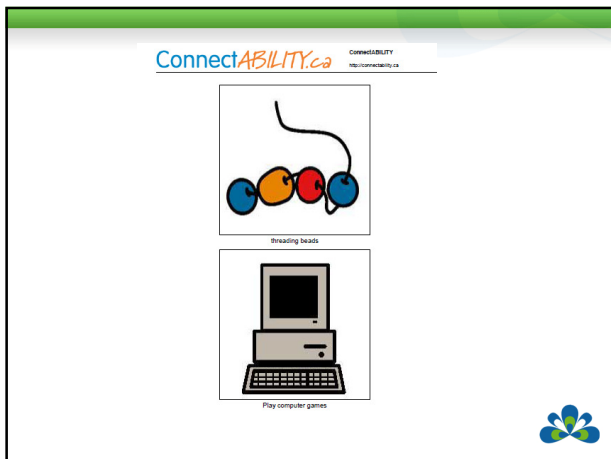 ConnectABILITY.ca
ConnectABILITY
http://connectability.ca
threading beads
Play computer games